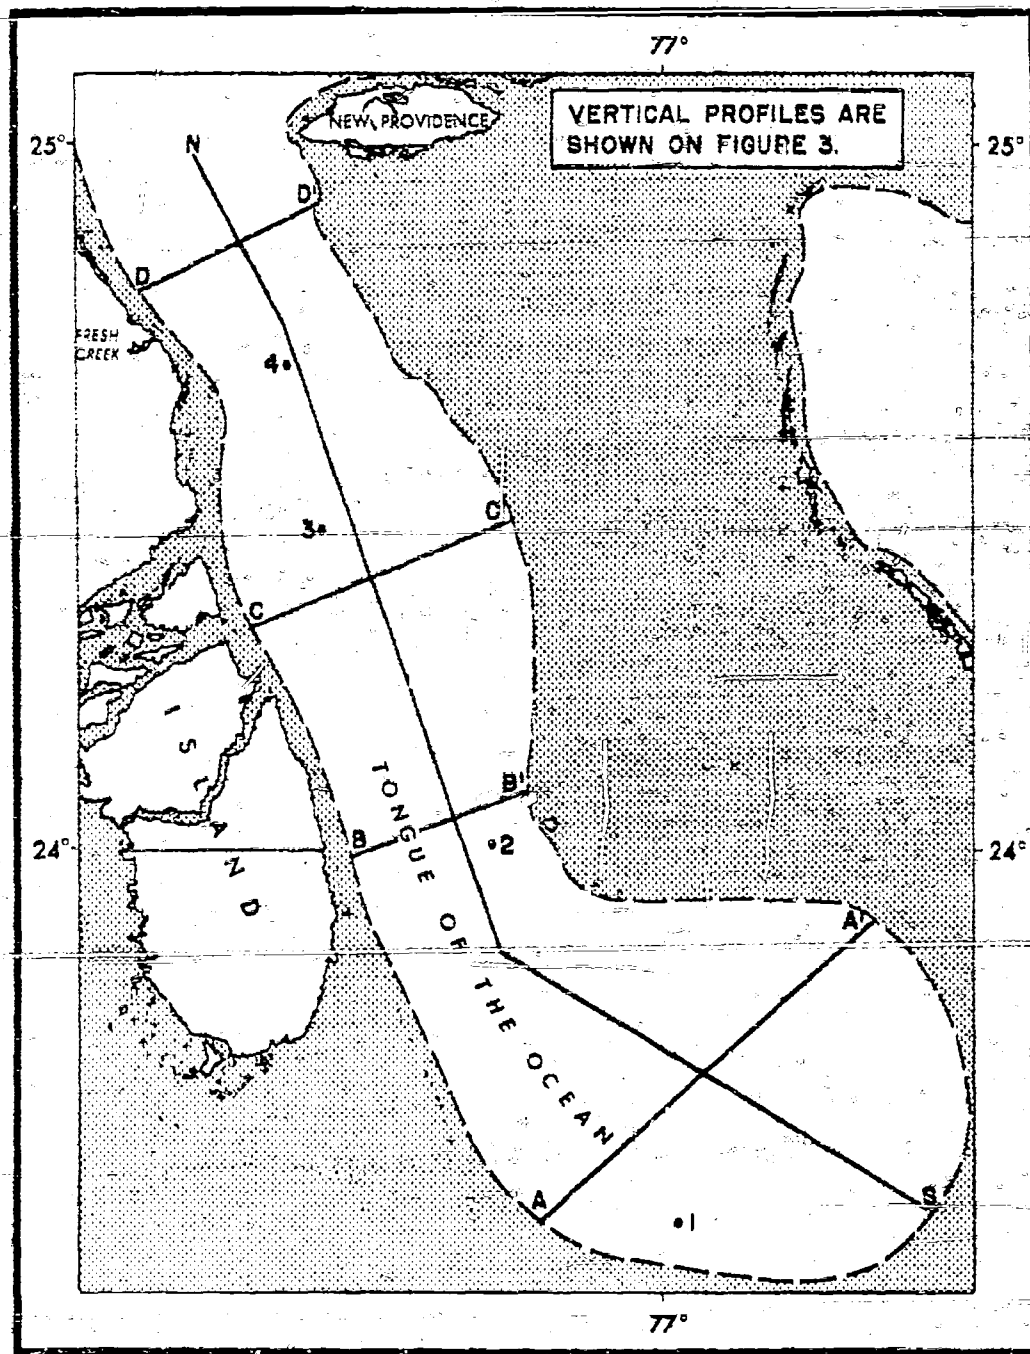 77°
VERTICAL PROFILES ARE
SHOWN ON FIGURE 3.
NEW PROVIDENCE
25°
25°
N
D'
D
FRESH
CREEK
4
3
C'
C
ISLAND
TONGUE OF THE OCEAN
B'
B
2
24°
24°
A'
A
S
1
77°